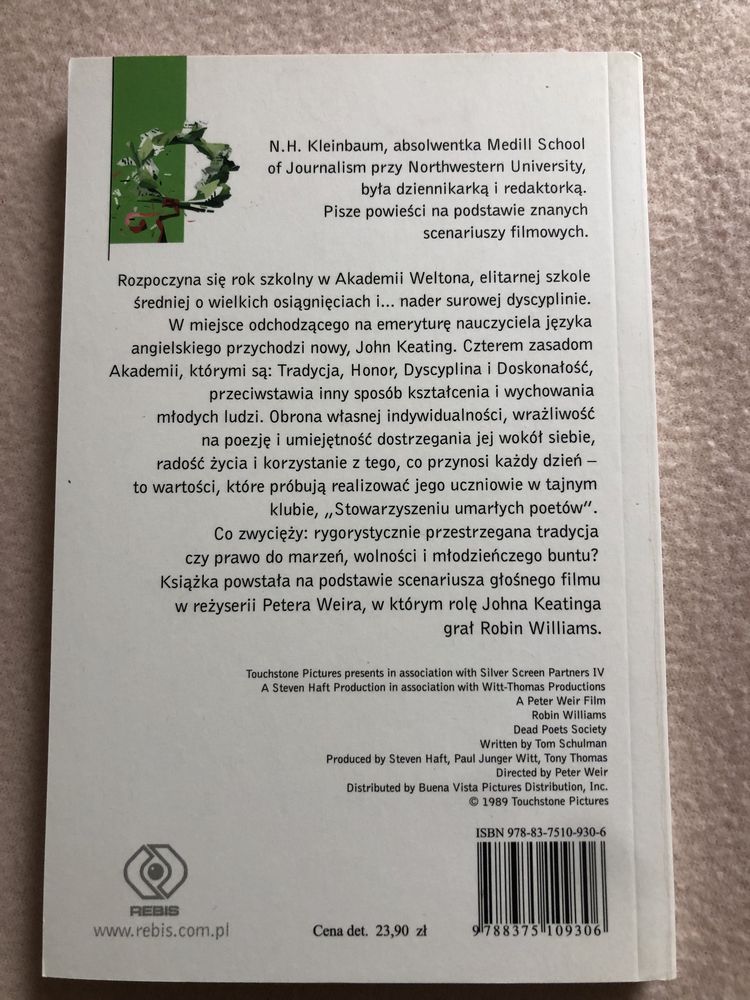 N.H. Kleinbaum, absolwentka Medill School
of Journalism przy Northwestern University,
była dziennikarką i redaktorką.
Pisze powieści na podstawie znanych
scenariuszy filmowych.
Rozpoczyna się rok szkolny w Akademii Weltona, elitarnej szkole
średniej o wielkich osiągnięciach i... nader surowej dyscyplinie.
W miejsce odchodzącego na emeryturę nauczyciela języka
angielskiego przychodzi nowy, John Keating. Czterem zasadom
Akademii, którymi są: Tradycja, Honor, Dyscyplina i Doskonałość,
przeciwstawia inny sposób kształcenia i wychowania
młodych ludzi. Obrona własnej indywidualności, wrażliwość
na poezję i umiejętność dostrzegania jej wokół siebie,
radość życia i korzystanie z tego, co przynosi każdy dzień –
to wartości, które próbują realizować jego uczniowie w tajnym
klubie, „Stowarzyszeniu umarłych poetów”.
Co zwycięży: rygorystycznie przestrzegana tradycja
czy prawo do marzeń, wolności i młodzieńczego buntu?
Książka powstała na podstawie scenariusza głośnego filmu
w reżyserii Petera Weira, w którym rolę Johna Keatinga
grał Robin Williams.
Touchstone Pictures presents in association with Silver Screen Partners IV
A Steven Haft Production in association with Witt-Thomas Productions
A Peter Weir Film
Robin Williams
Dead Poets Society
Written by Tom Schulman
Produced by Steven Haft, Paul Junger Witt, Tony Thomas
Directed by Peter Weir
Distributed by Buena Vista Pictures Distribution, Inc.
© 1989 Touchstone Pictures
ISBN 978-83-7510-930-6
REBIS
www.rebis.com.pl
Cena det. 23,90 zł
9 788375 109306